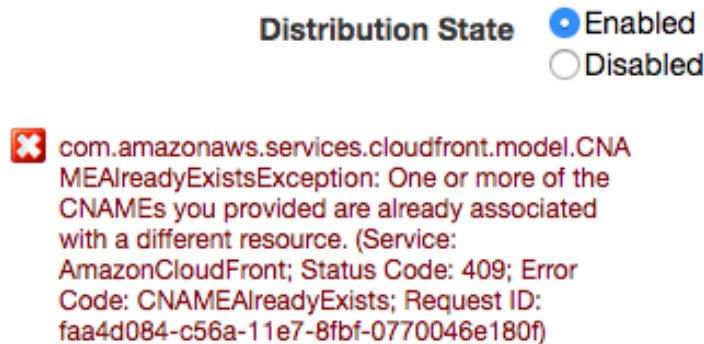 Distribution State Enabled
Disabled
com.amazonaws.services.cloudfront.model.CNA
MEAlreadyExistsException: One or more of the
CNAMEs you provided are already associated
with a different resource. (Service:
AmazonCloudFront; Status Code: 409; Error
Code: CNAMEAlreadyExists; Request ID:
faa4d084-c56a-11e7-8fbf-0770046e180f)